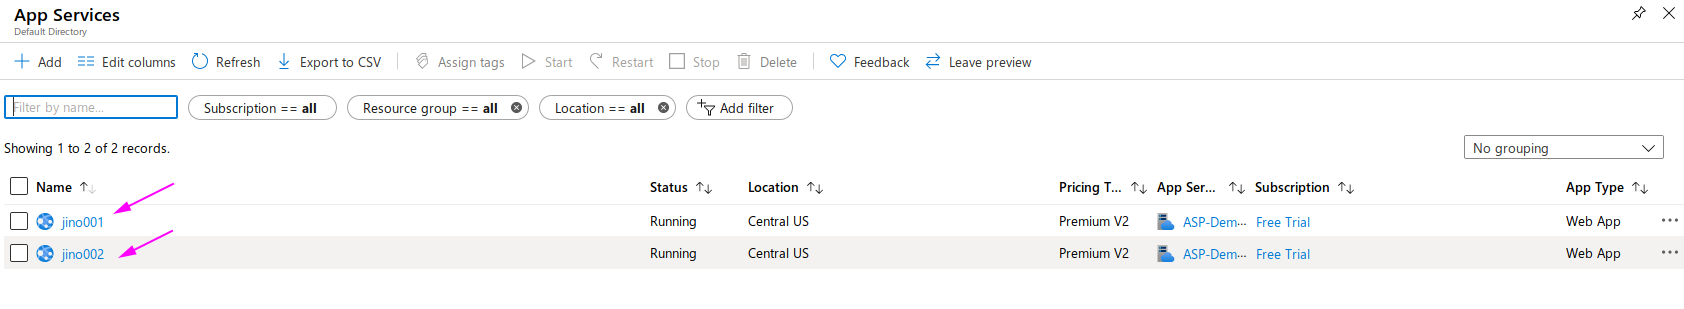 App Services
Default Directory
Add Edit columns Refresh Export to CSV Assign tags Start Restart Stop Delete Feedback Leave preview
Filter by name... Subscription == all Resource group == all Location == all Add filter
Showing 1 to 2 of 2 records. No grouping
Name Status Location Pricing T... App Ser... Subscription App Type
jino001 Running Central US Premium V2 ASP-Dem... Free Trial Web App
jino002 Running Central US Premium V2 ASP-Dem... Free Trial Web App